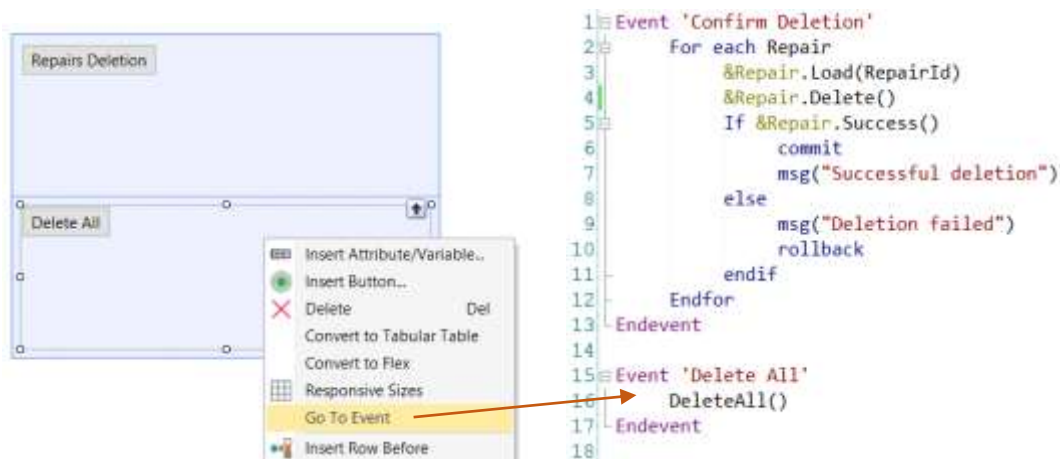 Repairs Deletion
Delete All
Insert Attribute/Variable...
Insert Button...
Delete Del
Convert to Tabular Table
Convert to Flex
Responsive Sizes
Go To Event
Insert Row Before
1 Event 'Confirm Deletion'
2 For each Repair
3 &Repair.Load(RepairId)
4 &Repair.Delete()
5 If &Repair.Success()
6 commit
7 msg("Successful deletion")
8 else
9 msg("Deletion failed")
10 rollback
11 endif
12 Endfor
13 Endevent
14
15 Event 'Delete All'
16 DeleteAll()
17 Endevent
18